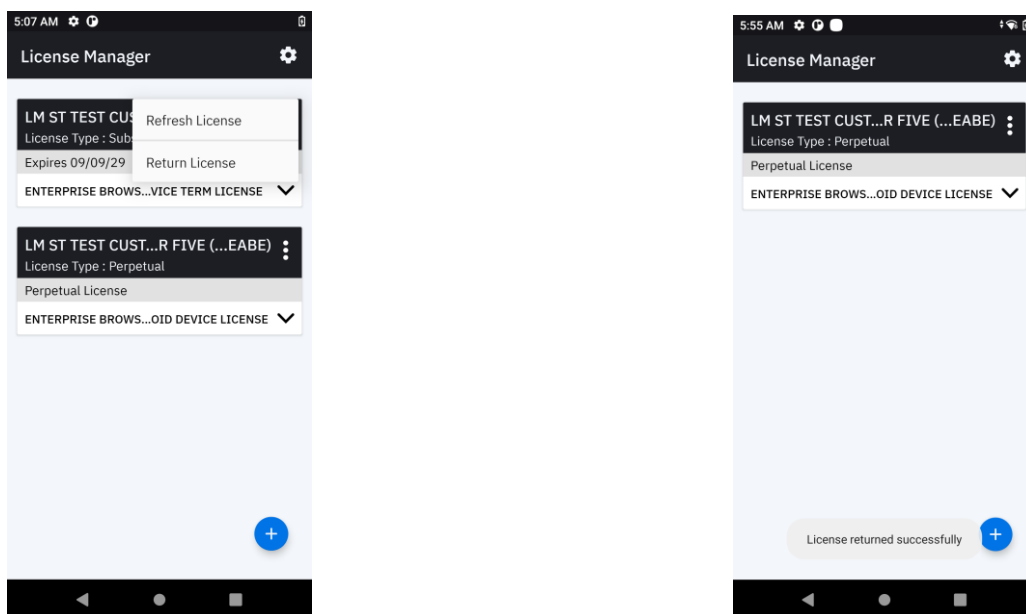 5:07 AM
License Manager
LM ST TEST CUS
License Type : Sub
Refresh License
Return License
Expires 09/09/29
ENTERPRISE BROWS...VICE TERM LICENSE
LM ST TEST CUST...R FIVE (...EABE)
License Type : Perpetual
Perpetual License
ENTERPRISE BROWS...OID DEVICE LICENSE
5:55 AM
License Manager
LM ST TEST CUST...R FIVE (...EABE)
License Type : Perpetual
Perpetual License
ENTERPRISE BROWS...OID DEVICE LICENSE
License returned successfully